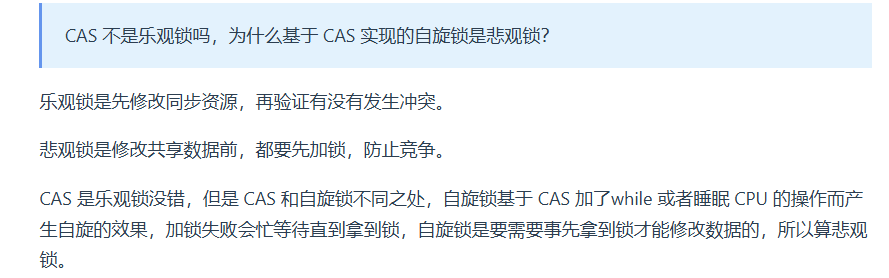 CAS 不是乐观锁吗，为什么基于 CAS 实现的自旋锁是悲观锁？
乐观锁是先修改同步资源，再验证有没有发生冲突。
悲观锁是修改共享数据前，都要先加锁，防止竞争。
CAS 是乐观锁没错，但是 CAS 和自旋锁不同之处，自旋锁基于 CAS 加了while 或者睡眠 CPU 的操作而产
生自旋的效果，加锁失败会忙等待直到拿到锁，自旋锁是要需要事先拿到锁才能修改数据的，所以算悲观
锁。